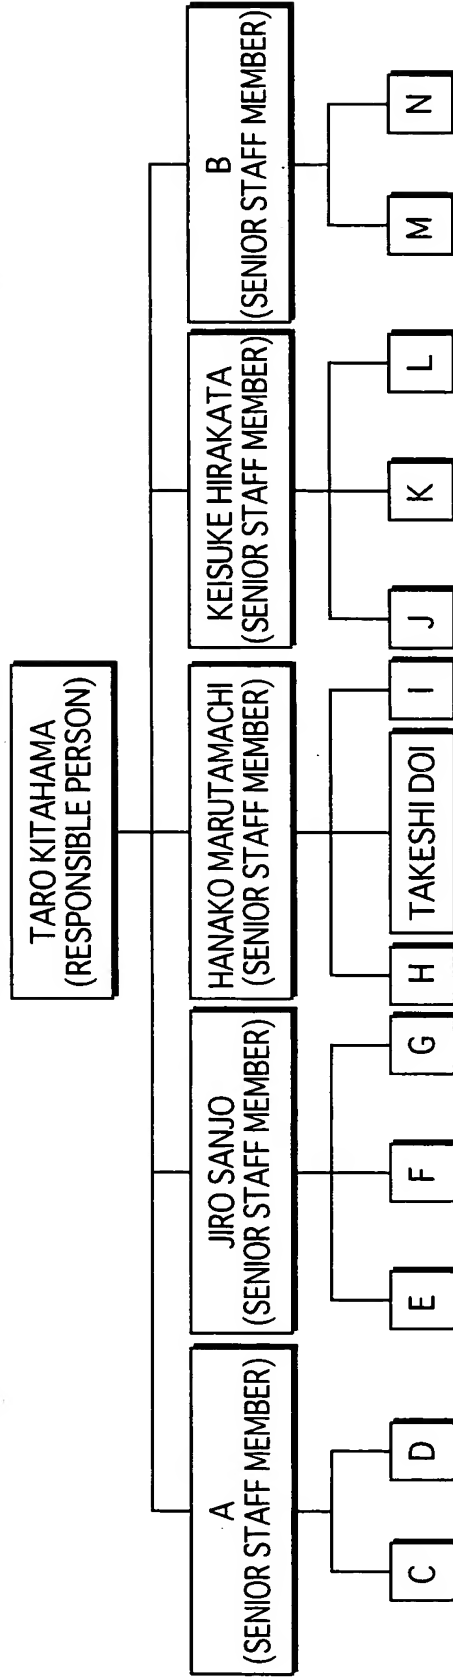 TARO KITAHAMA
(RESPONSIBLE PERSON)
A
(SENIOR STAFF MEMBER)
JIRO SANJO
(SENIOR STAFF MEMBER)
HANAKO MARUTAMACHI
(SENIOR STAFF MEMBER)
KEISUKE HIRAKATA
(SENIOR STAFF MEMBER)
B
(SENIOR STAFF MEMBER)
C
D
E
F
G
H
TAKESHI DOI
I
J
K
L
M
N